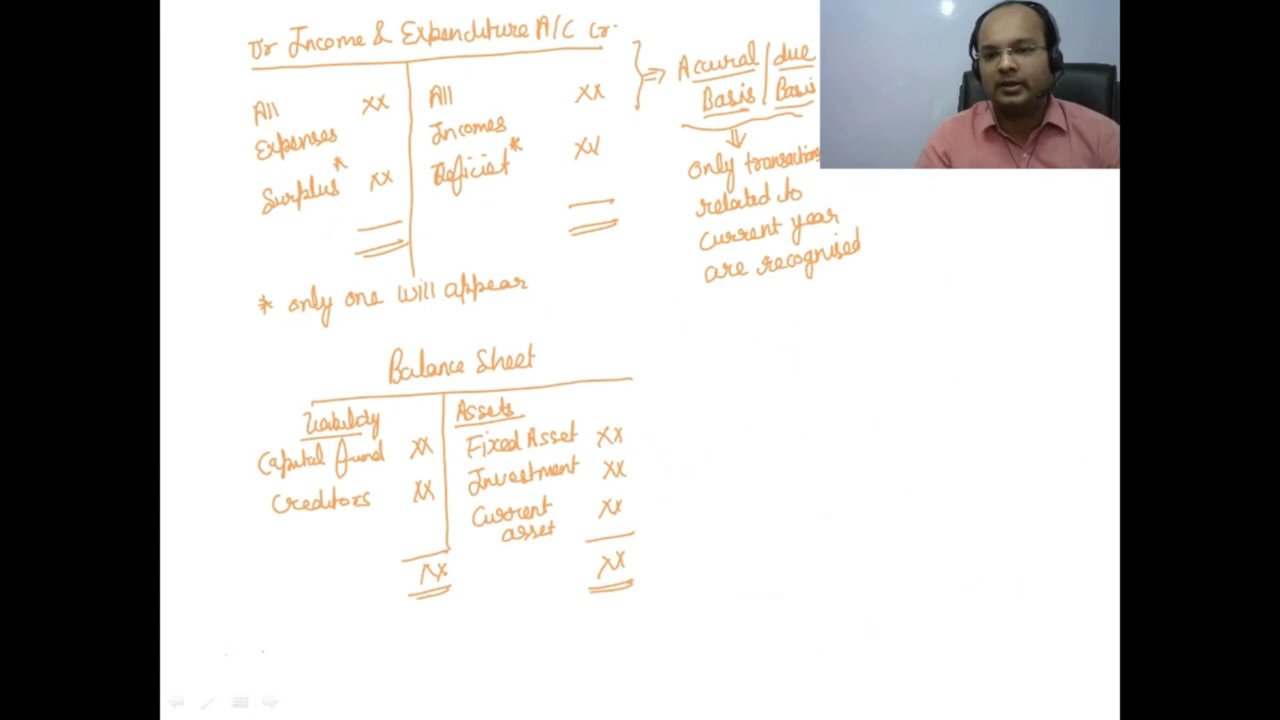 Dr Income & Expenditure A/C Cr.
All XX All XX
Expenses Incomes
Surplus* XX Deficiet* XX
* only one will appear
Accural Basis / due Basis
only transactions
related to
current year
are recognised
Balance Sheet
Liability Assets
Capital fund XX Fixed Asset XX
Creditors XX Investment XX
Current XX
asset
XX XX